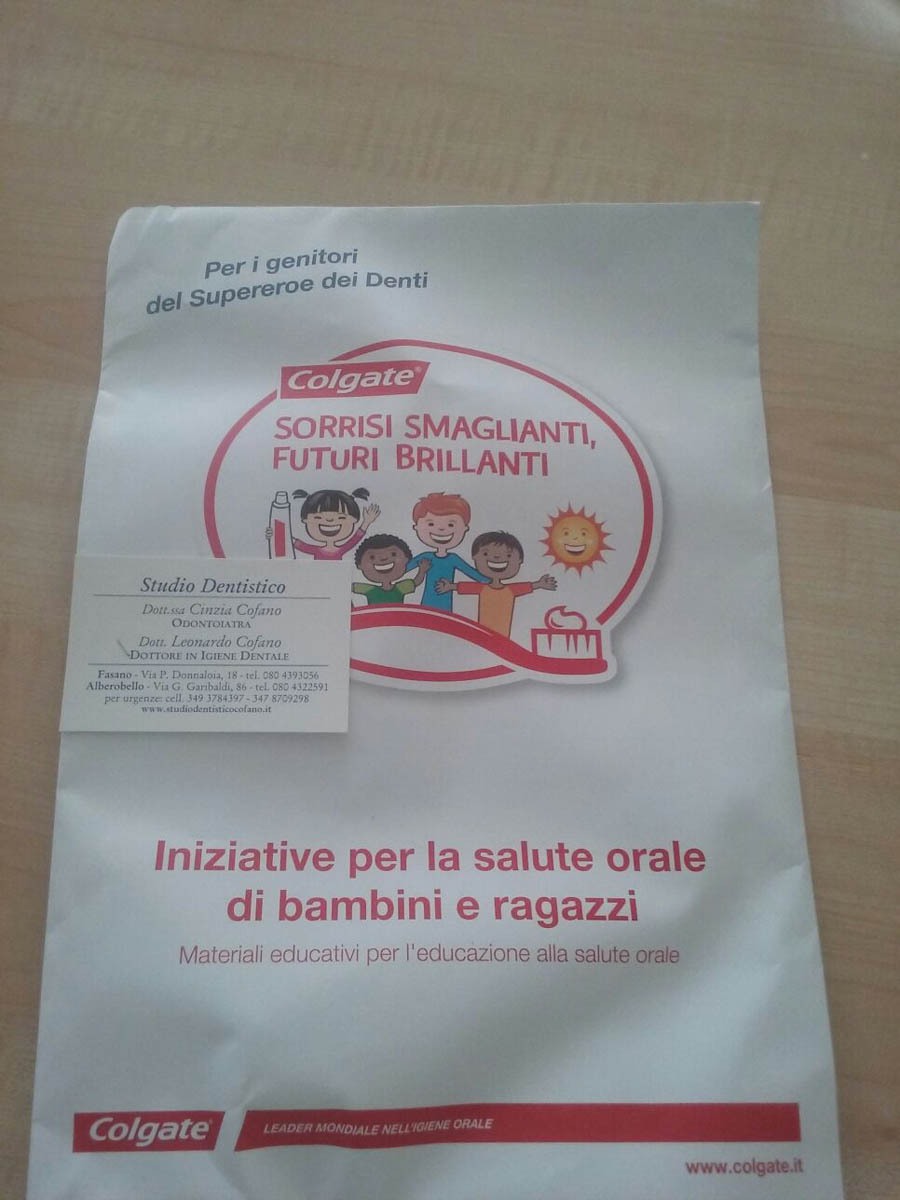 Per i genitori
del Supereroe dei Denti
Colgate®
SORRISI SMAGLIANTI,
FUTURI BRILLANTI
Studio Dentistico
Dott.ssa Cinzia Cofano
ODONTOIATRA
Dott. Leonardo Cofano
DOTTORE IN IGIENE DENTALE
Fasano - Via P. Donnaloia, 18 - tel. 080 4393056
Alberobello - Via G. Garibaldi, 86 - tel. 080 4322591
per urgenze: cell. 349 3784397 - 347 8709298
www.studiodentisticocofano.it
Iniziative per la salute orale
di bambini e ragazzi
Materiali educativi per l'educazione alla salute orale
Colgate®
LEADER MONDIALE NELL'IGIENE ORALE
www.colgate.it